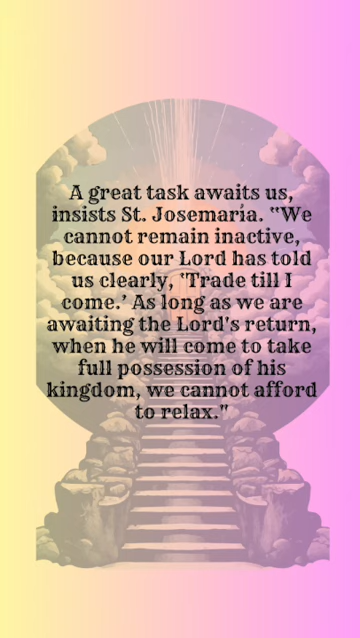 A great task awaits us,
insists St. Josemaría. "We
cannot remain inactive,
because our Lord has told
us clearly, 'Trade till I
come.' As long as we are
awaiting the Lord's return,
when he will come to take
full possession of his
kingdom, we cannot afford
to relax."